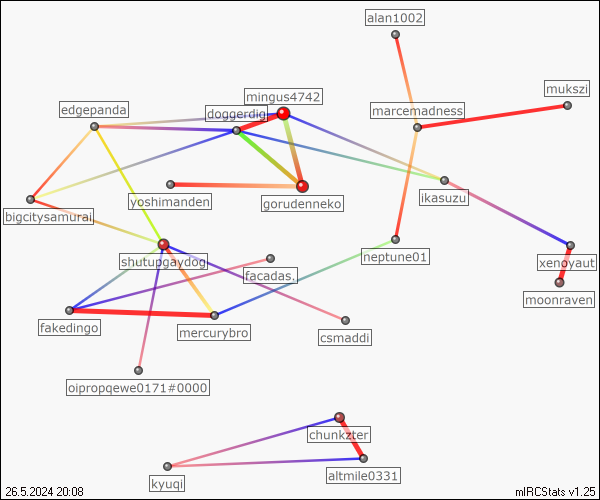 alan1002
mukszi
mingus4742
edgepanda
doggerdig
marcemadness
yoshimanden
gorudenneko
ikasuzu
bigcitysamurai
shutupgaydog
neptune01
xenoyaut
facadas.
moonraven
fakedingo
mercurybro
csmaddi
oipropqewe0171#0000
chunkzter
kyuqi
altmile0331
26.5.2024 20:08
mIRCStats v1.25